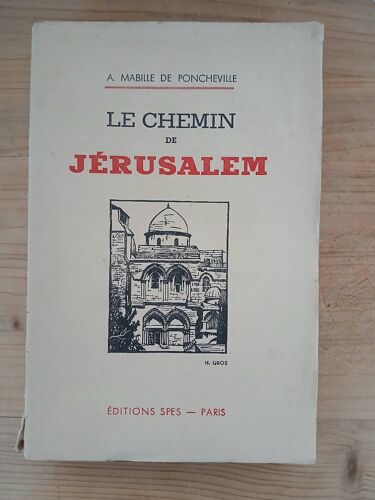 A. MABILLE DE PONCHEVILLE
LE CHEMIN
DE
JÉRUSALEM
H. GROS
ÉDITIONS SPES — PARIS